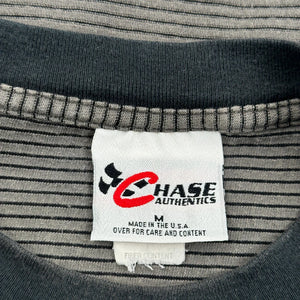 CHASE
AUTHENTICS
M
MADE IN THE U.S.A
OVER FOR CARE AND CONTENT